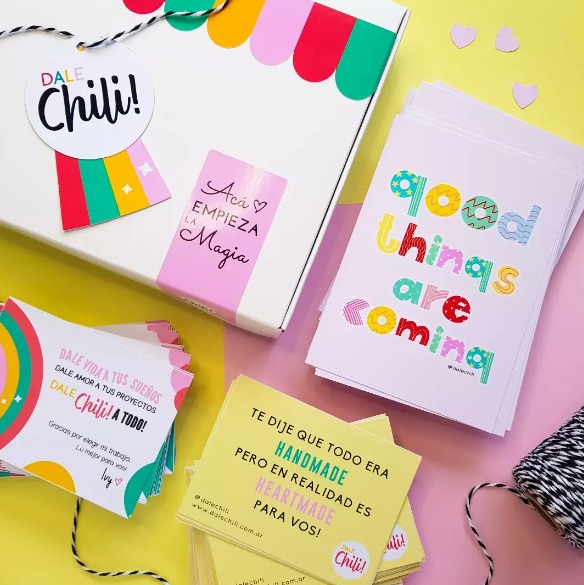 DALE
Chili!
Acá
EMPIEZA
LA
Magia
good
things
are
coming
@dalechili
DALE VIDA A TUS SUEÑOS
DALE AMOR A TUS PROYECTOS
DALE Chili! A TODO!
Gracias por elegir mi trabajo.
Lo mejor para vos!
Ivy
TE DIJE QUE TODO ERA
HANDMADE
PERO EN REALIDAD ES
HEARTMADE
PARA VOS!
@dalechili
www.dalechili.com.ar
DALE
Chili!
Chili!